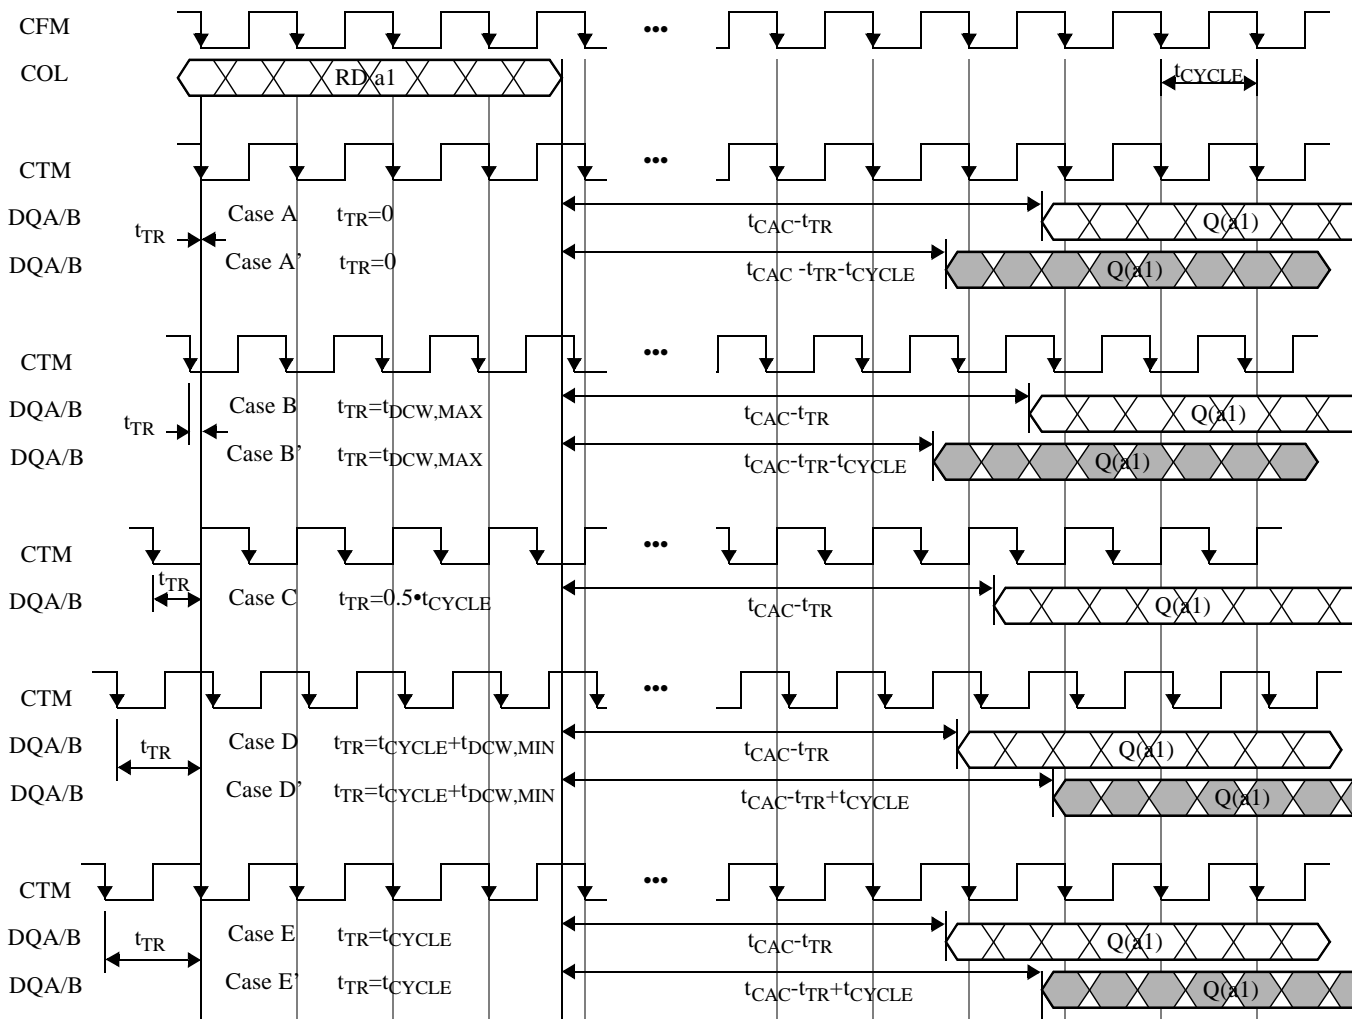 CFM •••
COL RD a1 tCYCLE
CTM •••
DQA/B Case A tTR=0 tCAC-tTR Q(a1)
tTR
DQA/B Case A’ tTR=0 tCAC -tTR-tCYCLE Q(a1)
CTM •••
DQA/B Case B tTR=tDCW,MAX tCAC-tTR Q(a1)
tTR
DQA/B Case B’ tTR=tDCW,MAX tCAC-tTR-tCYCLE Q(a1)
CTM •••
tTR
DQA/B Case C tTR=0.5•tCYCLE tCAC-tTR Q(a1)
CTM •••
DQA/B tTR Case D tTR=tCYCLE+tDCW,MIN tCAC-tTR Q(a1)
DQA/B Case D’ tTR=tCYCLE+tDCW,MIN tCAC-tTR+tCYCLE Q(a1)
CTM •••
DQA/B tTR Case E tTR=tCYCLE tCAC-tTR Q(a1)
DQA/B Case E’ tTR=tCYCLE tCAC-tTR+tCYCLE Q(a1)